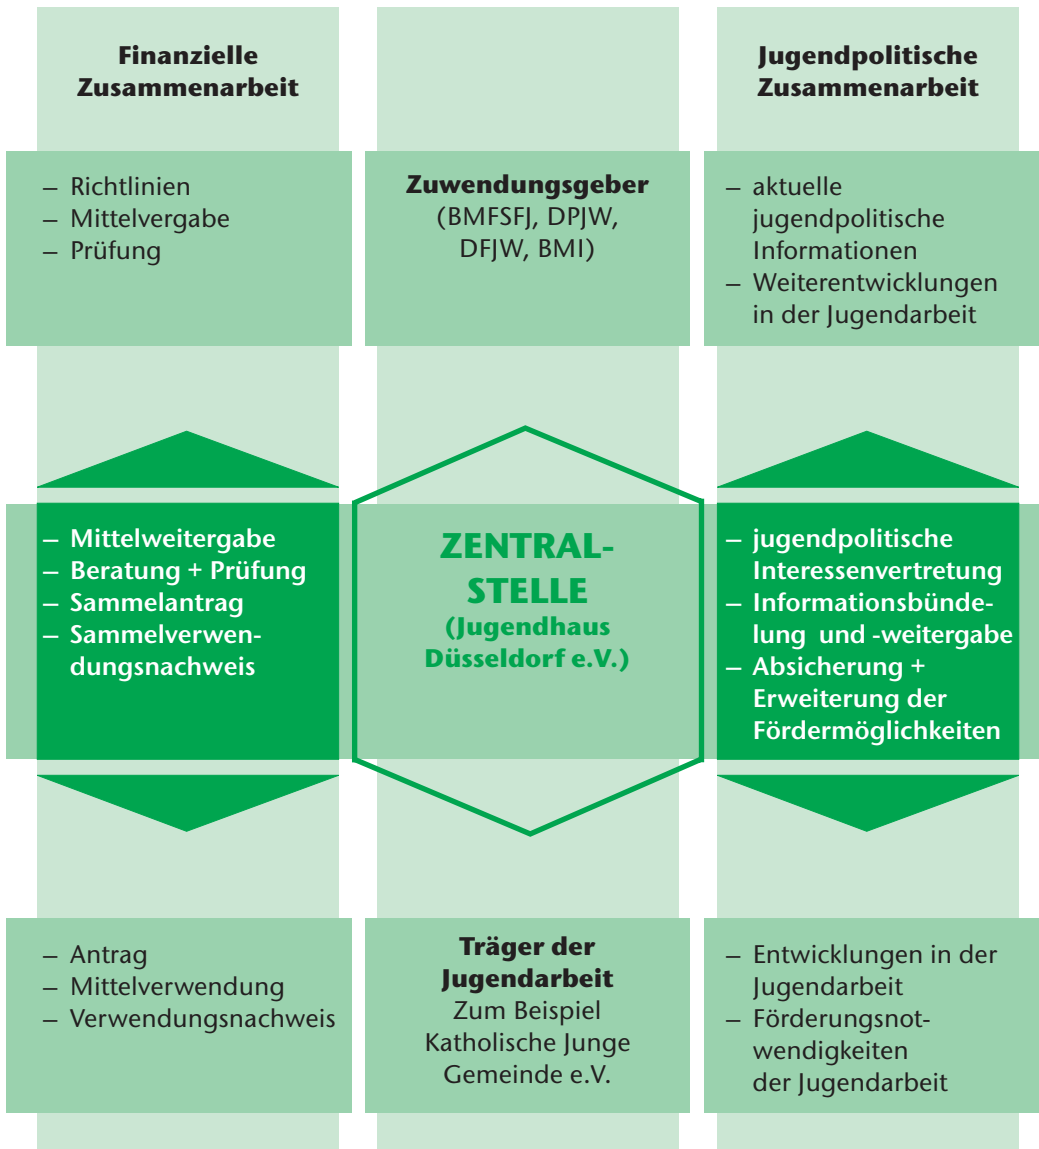 Finanzielle
Zusammenarbeit
Jugendpolitische
Zusammenarbeit
– Richtlinien
– Mittelvergabe
– Prüfung
Zuwendungsgeber
(BMFSFJ, DPJW,
DFJW, BMI)
– aktuelle
jugendpolitische
Informationen
– Weiterentwicklungen
in der Jugendarbeit
– Mittelweitergabe
– Beratung + Prüfung
– Sammelantrag
– Sammelverwen-
dungsnachweis
ZENTRAL-
STELLE
(Jugendhaus
Düsseldorf e.V.)
– jugendpolitische
Interessenvertretung
– Informationsbünde-
lung und -weitergabe
– Absicherung +
Erweiterung der
Fördermöglichkeiten
– Antrag
– Mittelverwendung
– Verwendungsnachweis
Träger der
Jugendarbeit
Zum Beispiel
Katholische Junge
Gemeinde e.V.
– Entwicklungen in der
Jugendarbeit
– Förderungsnot-
wendigkeiten
der Jugendarbeit